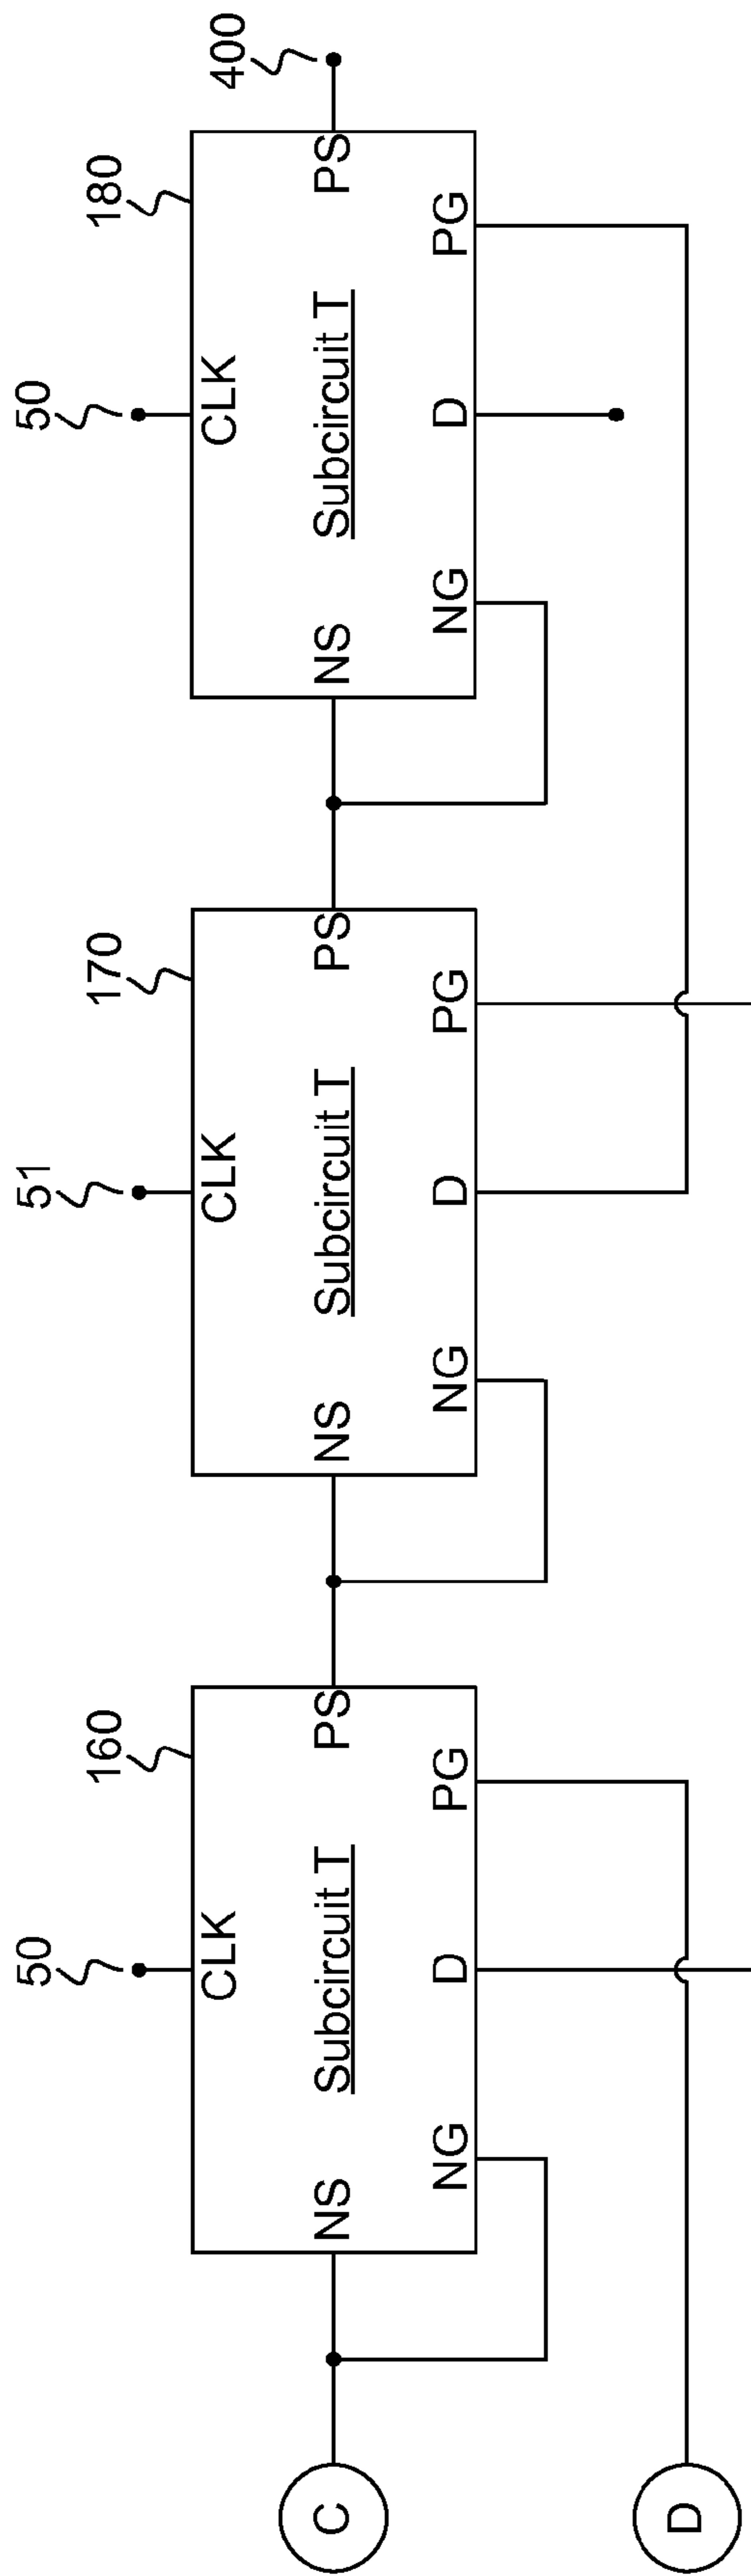 50
51
50
160
170
180
400
CLK
CLK
CLK
C
NS
Subcircuit T
PS
NS
Subcircuit T
PS
NS
Subcircuit T
PS
NG
D
PG
NG
D
PG
NG
D
PG
D